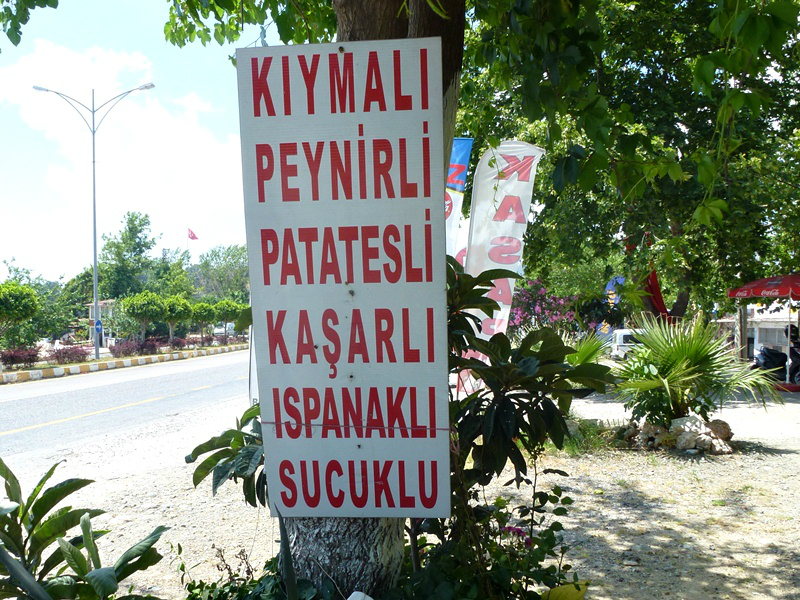 KIYMALI
PEYNİRLİ
PATATESLİ
KAŞARLI
ISPANAKLI
SUCUKLU